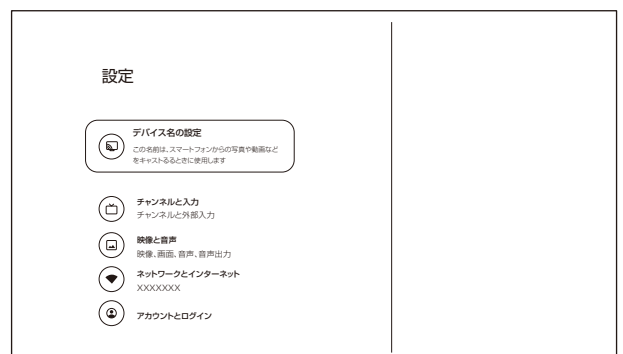 設定
デバイス名の設定
この名前は、スマートフォンからの写真や動画など
をキャストるるときに使用します
チャンネルと入力
チャンネルと外部入力
映像と音声
映像、画面、音声、音声出力
ネットワークとインターネット
XXXXXXX
アカウントとログイン